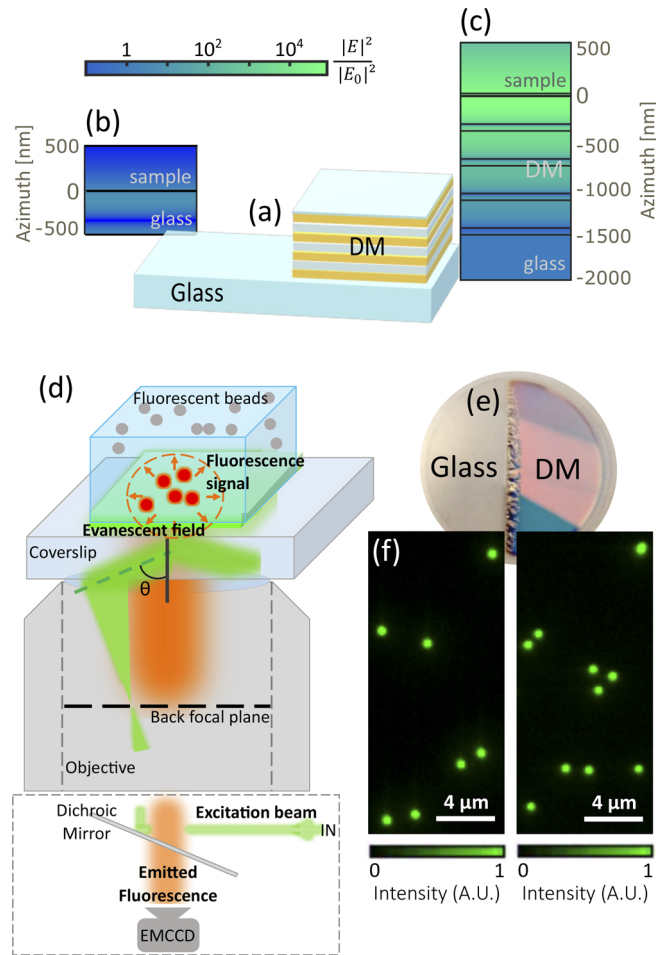 1
10²
10⁴
|E|²
|E₀|²
(c)
500
0
-500
-1000
-1500
-2000
Azimuth [nm]
sample
DM
glass
(b)
500
0
-500
Azimuth [nm]
sample
glass
(a)
DM
Glass
(d)
Fluorescent beads
Fluorescence
signal
Evanescent field
Coverslip
θ
Back focal plane
Objective
Dichroic
Mirror
Excitation beam
IN
Emitted
Fluorescence
EMCCD
(e)
Glass
DM
(f)
4 μm
4 μm
0
1
0
1
Intensity (A.U.)
Intensity (A.U.)